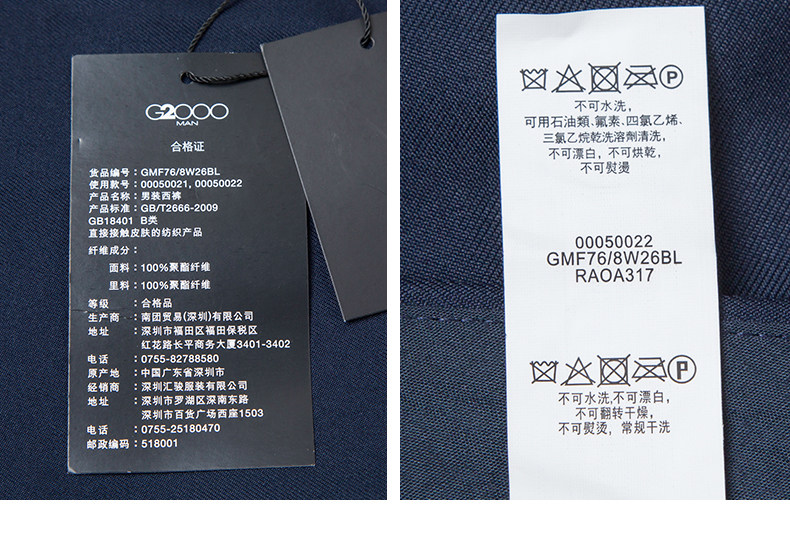 G2000
MAN
合格证
货品编号：GMF76/8W26BL
使用款号：00050021, 00050022
产品名称：男装西裤
产品标准：GB/T2666-2009
GB18401 B类
直接接触皮肤的纺织产品
纤维成分：
面料：100%聚酯纤维
里料：100%聚酯纤维
等级：合格品
生产商：南团贸易(深圳)有限公司
地址：深圳市福田区福田保税区
红花路长平商务大厦3401-3402
电话：0755-82788580
原产地：中国广东省深圳市
经销商：深圳汇骏服装有限公司
地址：深圳市罗湖区深南东路
深圳市百货广场西座1503
电话：0755-25180470
邮政编码：518001
P
不可水洗,
可用石油類、氟素、四氯乙烯、
三氯乙烷乾洗溶劑清洗,
不可漂白,不可烘乾,
不可熨燙
00050022
GMF76/8W26BL
RAOA317
P
不可水洗,不可漂白,
不可翻转干燥,
不可熨烫，常规干洗